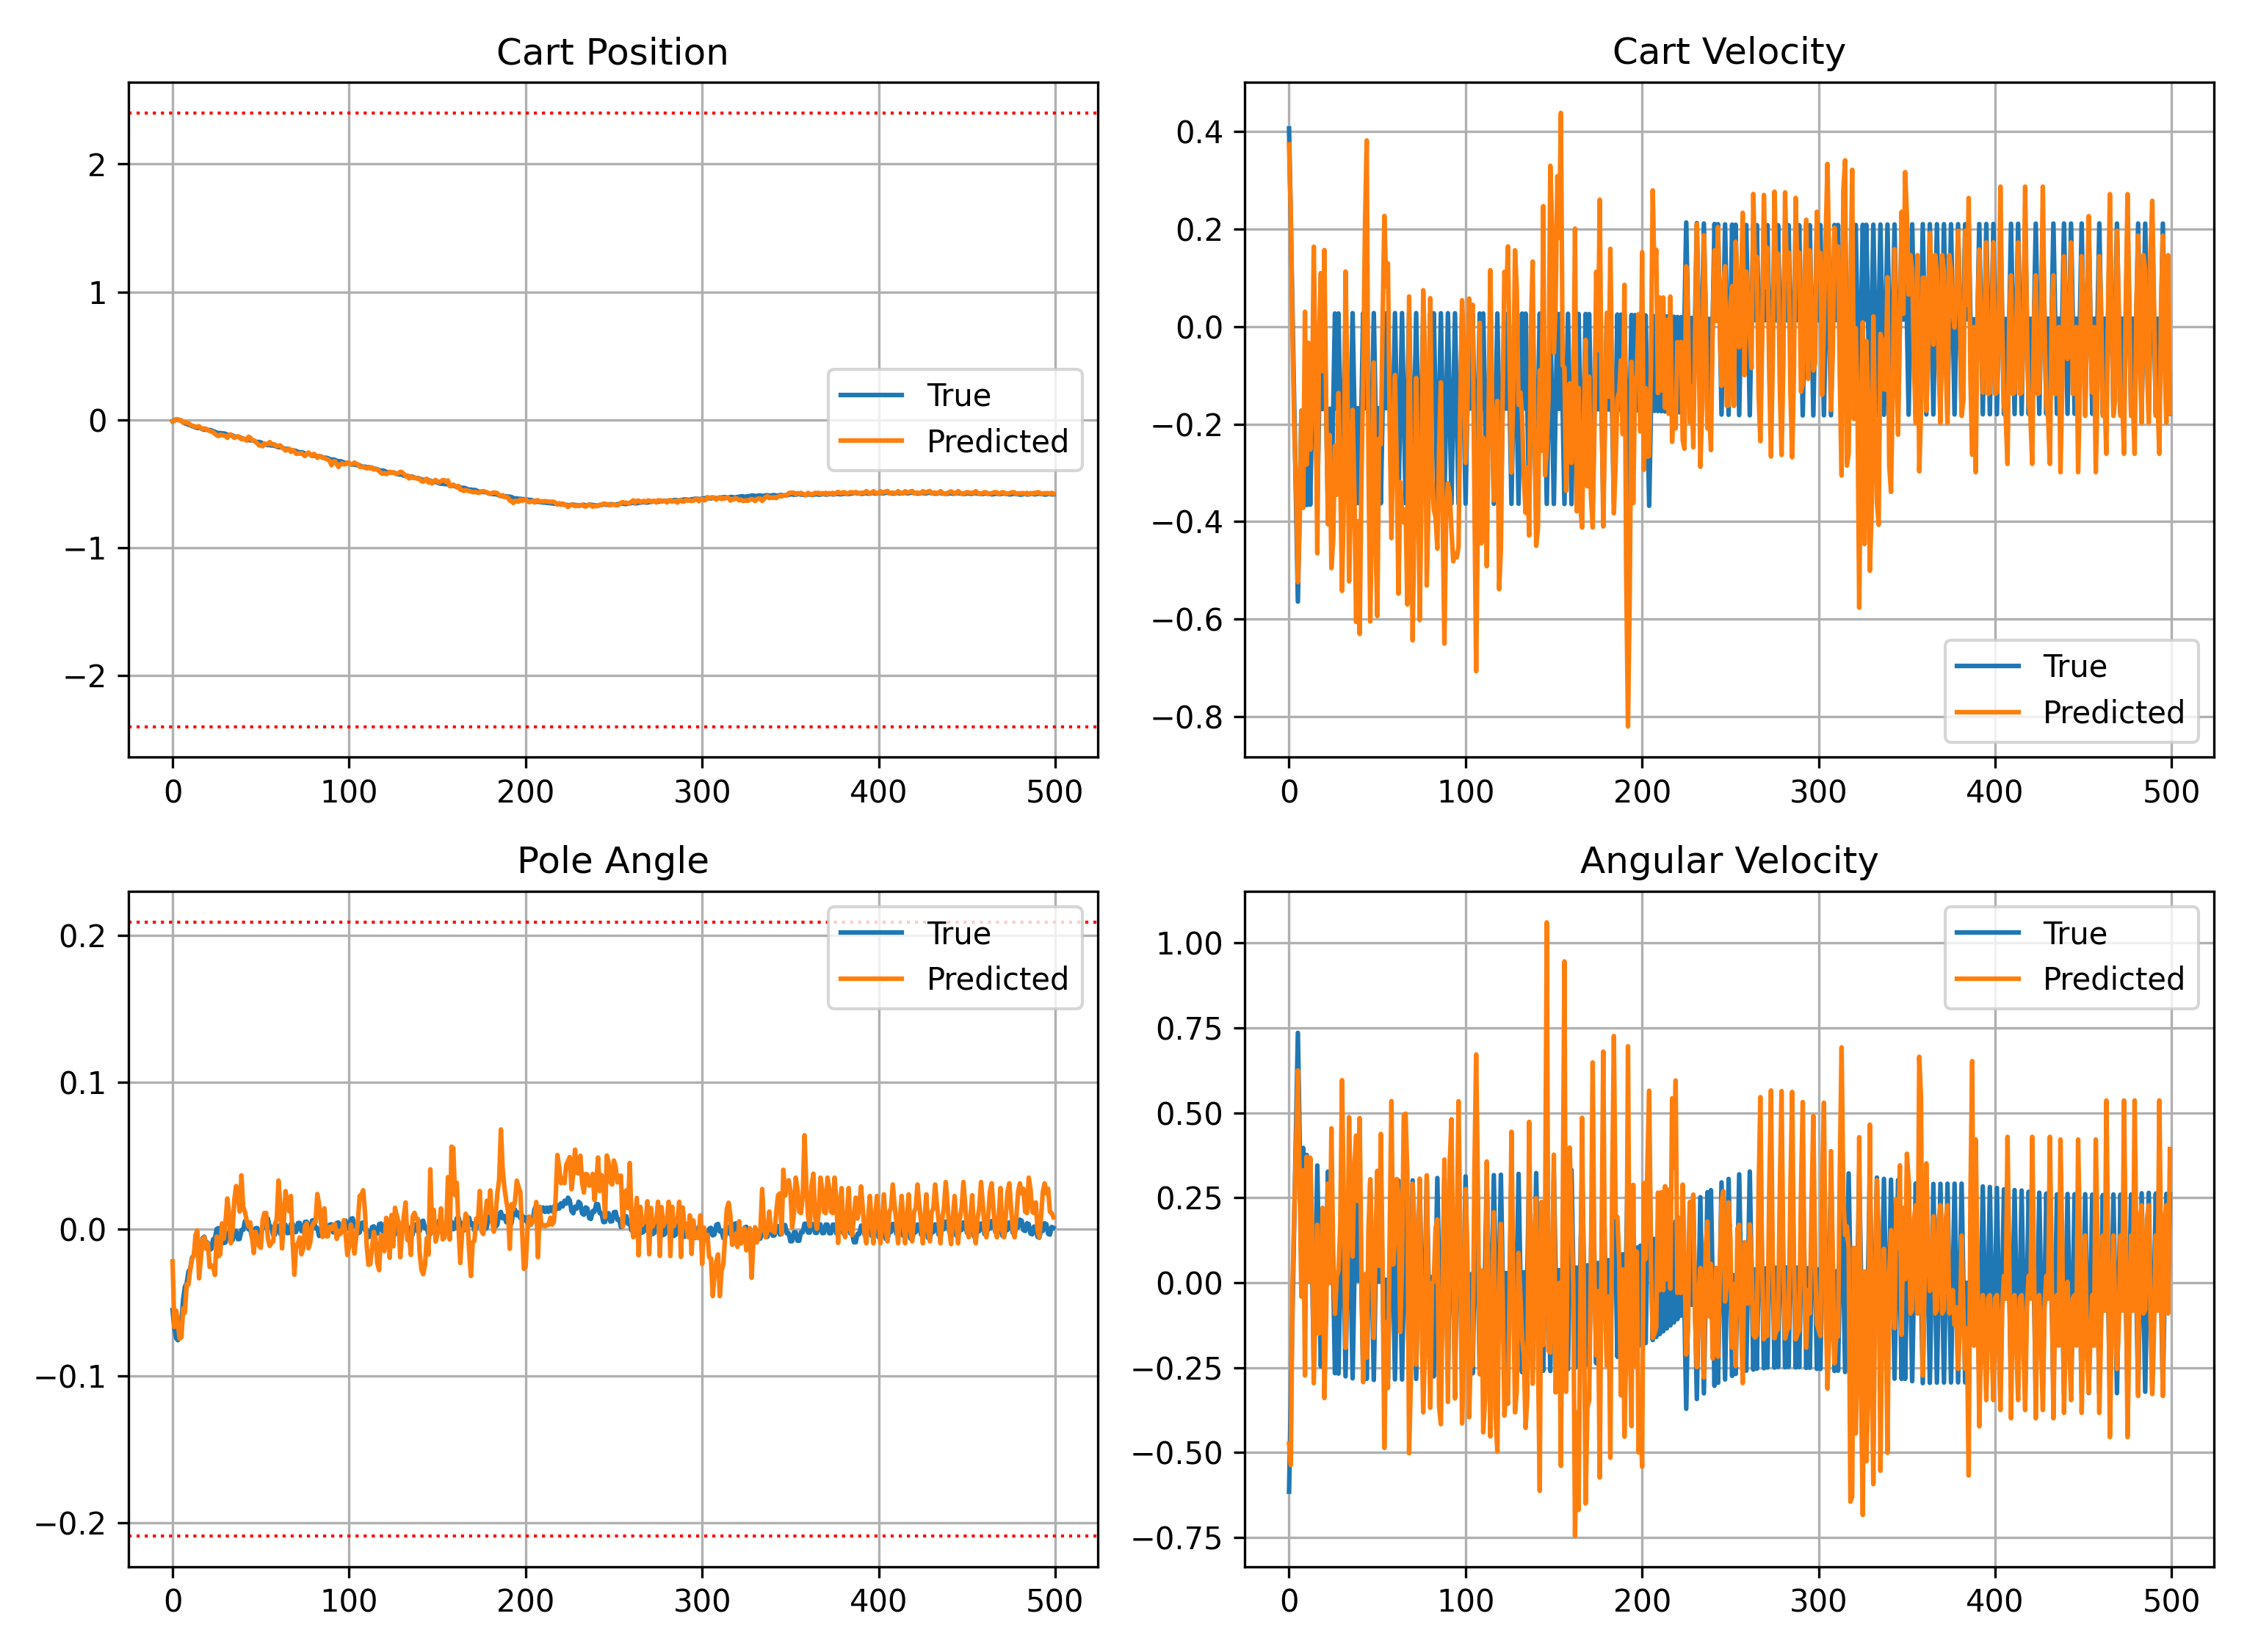 Cart Position
2
1
0
−1
−2
0 100 200 300 400 500
True
Predicted
Cart Velocity
0.4
0.2
0.0
−0.2
−0.4
−0.6
−0.8
0 100 200 300 400 500
True
Predicted
Pole Angle
0.2
0.1
0.0
−0.1
−0.2
0 100 200 300 400 500
True
Predicted
Angular Velocity
1.00
0.75
0.50
0.25
0.00
−0.25
−0.50
−0.75
0 100 200 300 400 500
True
Predicted